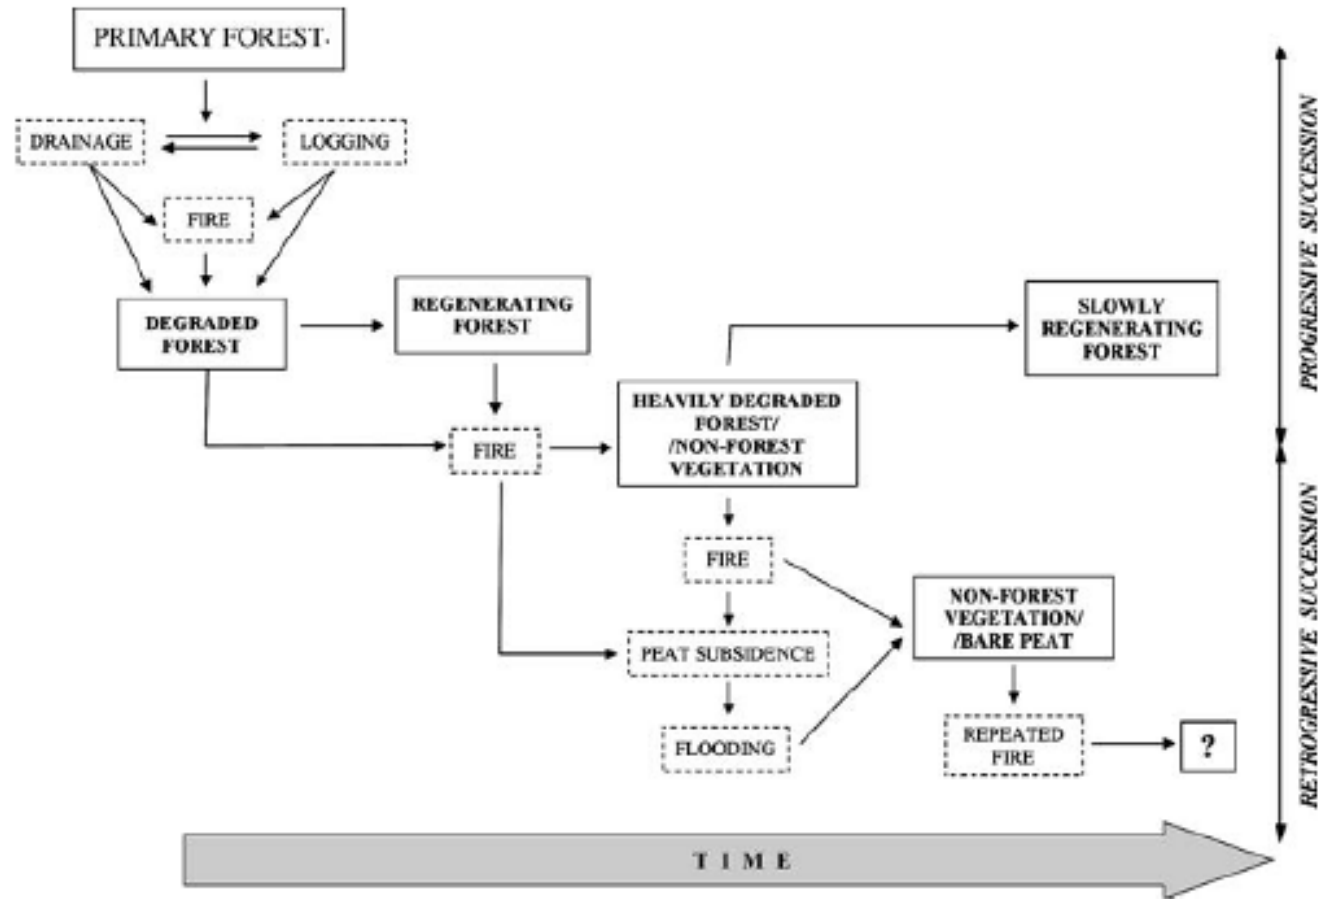 PRIMARY FOREST.
DRAINAGE
LOGGING
FIRE
DEGRADED
FOREST
REGENERATING
FOREST
SLOWLY
REGENERATING
FOREST
FIRE
HEAVILY DEGRADED
FOREST/
/NON-FOREST
VEGETATION
FIRE
NON-FOREST
VEGETATION/
/BARE PEAT
PEAT SUBSIDENCE
FLOODING
REPEATED
FIRE
?
PROGRESSIVE SUCCESSION
RETROGRESSIVE SUCCESSION
TIME